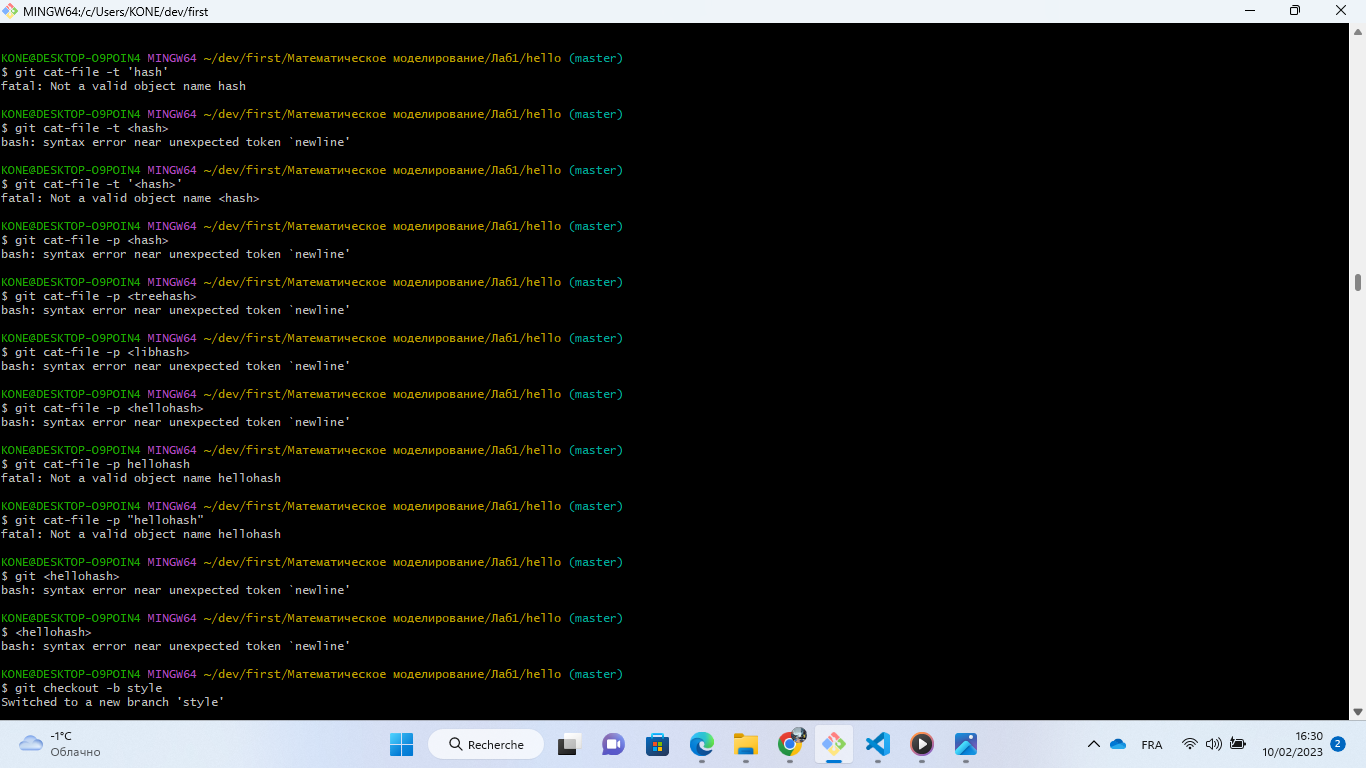 MINGW64:/c/Users/KONE/dev/first
KONE@DESKTOP-O9POIN4 MINGW64 ~/dev/first/Математическое моделирование/Лаб1/hello (master)
$ git cat-file -t 'hash'
fatal: Not a valid object name hash
KONE@DESKTOP-O9POIN4 MINGW64 ~/dev/first/Математическое моделирование/Лаб1/hello (master)
$ git cat-file -t <hash>
bash: syntax error near unexpected token `newline'
KONE@DESKTOP-O9POIN4 MINGW64 ~/dev/first/Математическое моделирование/Лаб1/hello (master)
$ git cat-file -t '<hash>'
fatal: Not a valid object name <hash>
KONE@DESKTOP-O9POIN4 MINGW64 ~/dev/first/Математическое моделирование/Лаб1/hello (master)
$ git cat-file -p <hash>
bash: syntax error near unexpected token `newline'
KONE@DESKTOP-O9POIN4 MINGW64 ~/dev/first/Математическое моделирование/Лаб1/hello (master)
$ git cat-file -p <treehash>
bash: syntax error near unexpected token `newline'
KONE@DESKTOP-O9POIN4 MINGW64 ~/dev/first/Математическое моделирование/Лаб1/hello (master)
$ git cat-file -p <libhash>
bash: syntax error near unexpected token `newline'
KONE@DESKTOP-O9POIN4 MINGW64 ~/dev/first/Математическое моделирование/Лаб1/hello (master)
$ git cat-file -p <hellohash>
bash: syntax error near unexpected token `newline'
KONE@DESKTOP-O9POIN4 MINGW64 ~/dev/first/Математическое моделирование/Лаб1/hello (master)
$ git cat-file -p hellohash
fatal: Not a valid object name hellohash
KONE@DESKTOP-O9POIN4 MINGW64 ~/dev/first/Математическое моделирование/Лаб1/hello (master)
$ git cat-file -p "hellohash"
fatal: Not a valid object name hellohash
KONE@DESKTOP-O9POIN4 MINGW64 ~/dev/first/Математическое моделирование/Лаб1/hello (master)
$ git <hellohash>
bash: syntax error near unexpected token `newline'
KONE@DESKTOP-O9POIN4 MINGW64 ~/dev/first/Математическое моделирование/Лаб1/hello (master)
$ <hellohash>
bash: syntax error near unexpected token `newline'
KONE@DESKTOP-O9POIN4 MINGW64 ~/dev/first/Математическое моделирование/Лаб1/hello (master)
$ git checkout -b style
Switched to a new branch 'style'
-1°C
Облачно
Recherche
FRA
16:30
10/02/2023
2